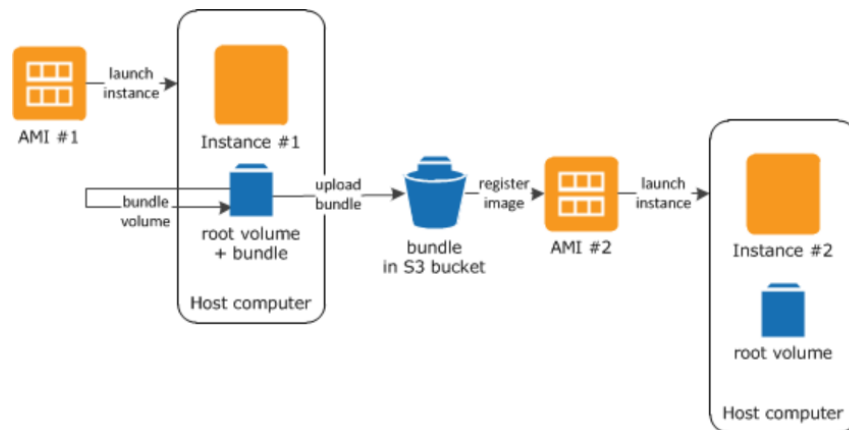 AMI #1
launch
instance
Instance #1
bundle
volume
root volume
+ bundle
Host computer
upload
bundle
bundle
in S3 bucket
register
image
AMI #2
launch
instance
Instance #2
root volume
Host computer